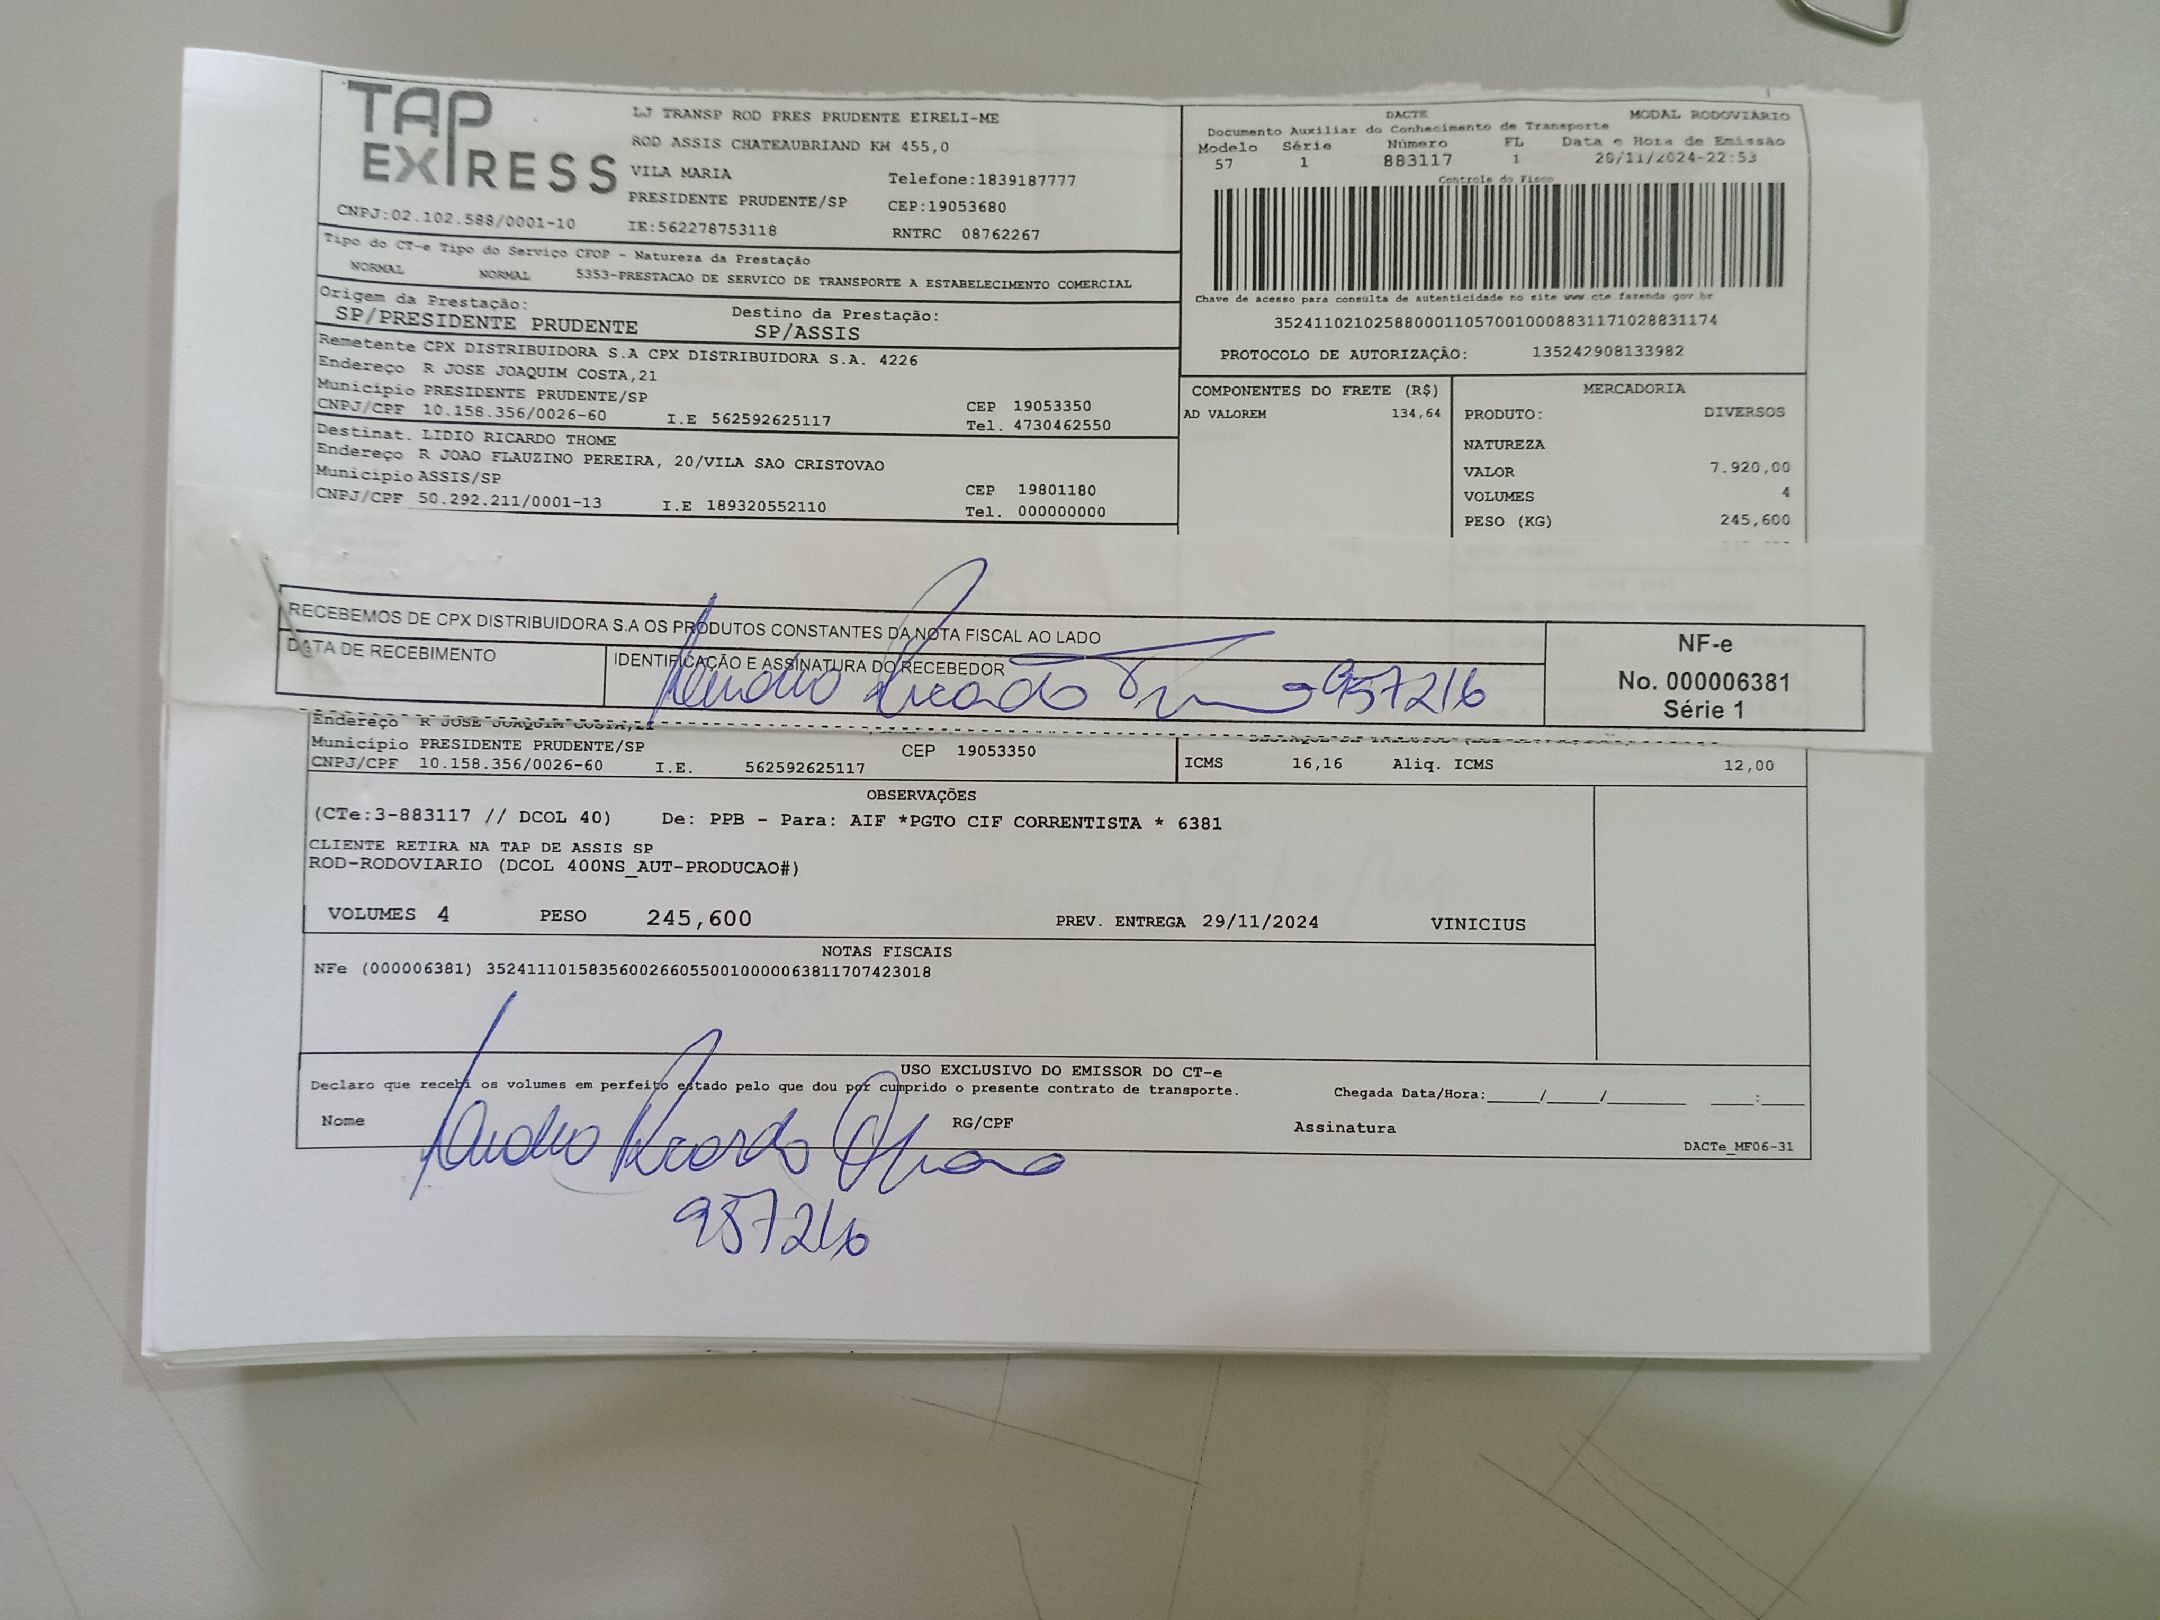 TAP
EXPRESS
LJ TRANSP ROD PRES PRUDENTE EIRELI-ME
ROD ASSIS CHATEAUBRIAND KM 455,0
VILA MARIA
Telefone:1839187777
PRESIDENTE PRUDENTE/SP CEP:19053680
CNPJ:02.102.588/0001-10 IE:562278753118 RNTRC 08762267
Tipo do CT-e Tipo do Serviço CFOP - Natureza da Prestação
NORMAL NORMAL 5353-PRESTACAO DE SERVICO DE TRANSPORTE A ESTABELECIMENTO COMERCIAL
Origem da Prestação: Destino da Prestação:
SP/PRESIDENTE PRUDENTE SP/ASSIS
Remetente CPX DISTRIBUIDORA S.A CPX DISTRIBUIDORA S.A. 4226
Endereço R JOSE JOAQUIM COSTA,21
Município PRESIDENTE PRUDENTE/SP CEP 19053350
CNPJ/CPF 10.158.356/0026-60 I.E 562592625117 Tel. 4730462550
Destinat. LIDIO RICARDO THOME
Endereço R JOAO FLAUZINO PEREIRA, 20/VILA SAO CRISTOVAO
Município ASSIS/SP CEP 19801180
CNPJ/CPF 50.292.211/0001-13 I.E 189320552110 Tel. 000000000
DACTE MODAL RODOVIÁRIO
Documento Auxiliar do Conhecimento de Transporte
Modelo Série Número FL Data e Hora de Emissão
57 1 883117 1 20/11/2024-22:53
Controle do Fisco
Chave de acesso para consulta de autenticidade no site www.cte.fazenda.gov.br
35241102102588000110570010008831171028831174
PROTOCOLO DE AUTORIZAÇÂO: 135242908133982
COMPONENTES DO FRETE (R$)
AD VALOREM 134,64
MERCADORIA
PRODUTO: DIVERSOS
NATUREZA
VALOR 7.920,00
VOLUMES 4
PESO (KG) 245,600
RECEBEMOS DE CPX DISTRIBUIDORA S.A OS PRODUTOS CONSTANTES DA NOTA FISCAL AO LADO
DATA DE RECEBIMENTO
IDENTIFICAÇÃO E ASSINATURA DO RECEBEDOR
957216
NF-e
No. 000006381
Série 1
Endereço R JOSE JOAQUIM COSTA,21
Município PRESIDENTE PRUDENTE/SP CEP 19053350
CNPJ/CPF 10.158.356/0026-60 I.E. 562592625117
ICMS 16,16 Aliq. ICMS 12,00
OBSERVAÇÕES
(CTe:3-883117 // DCOL 40) De: PPB - Para: AIF *PGTO CIF CORRENTISTA * 6381
CLIENTE RETIRA NA TAP DE ASSIS SP
ROD-RODOVIARIO (DCOL 400NS_AUT-PRODUCAO#)
VOLUMES 4 PESO 245,600 PREV. ENTREGA 29/11/2024 VINICIUS
NOTAS FISCAIS
NFe (000006381) 35241110158356002660550010000063811707423018
USO EXCLUSIVO DO EMISSOR DO CT-e
Declaro que recebi os volumes em perfeito estado pelo que dou por cumprido o presente contrato de transporte. Chegada Data/Hora:_____/_____/________ ____:____
Nome RG/CPF Assinatura
DACTe_MF06-31
957216